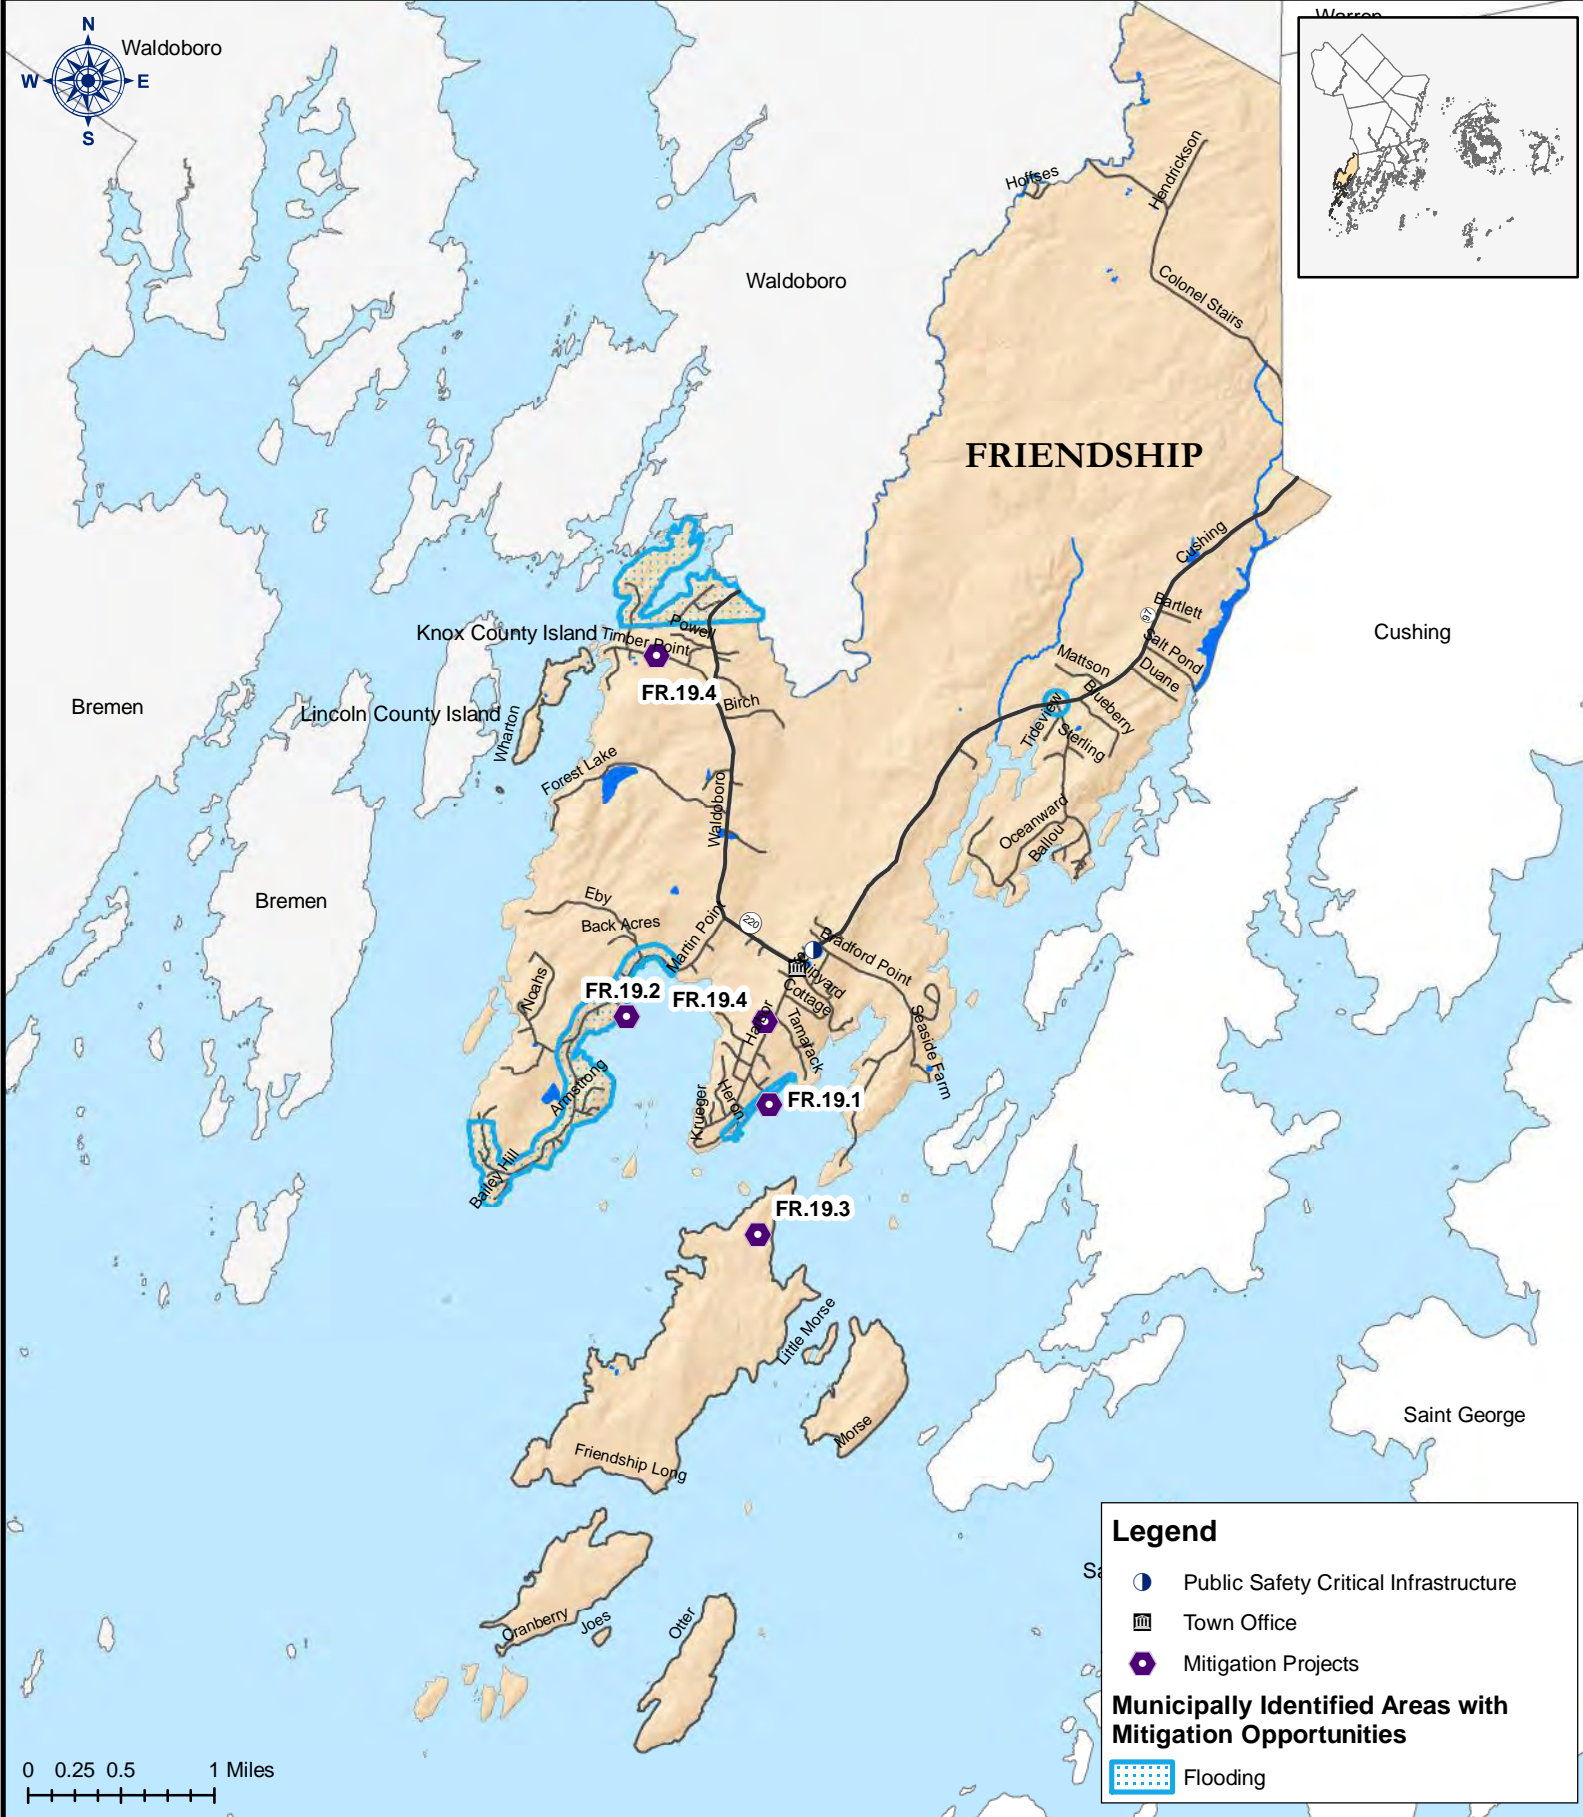 N
Waldoboro
W
E
S
Warren
Hoffses
Hendrickson
Waldoboro
Colonel Stairs
FRIENDSHIP
Cushing
97
Bartlett
Knox County Island
Timber Point
Powell
Salt Pond
Cushing
Mattson
Duane
FR.19.4
Birch
Blueberry
Bremen
Lincoln County Island
Wharton
Tideview
Sterling
Forest Lake
Waldoboro
Oceanward
Ballou
Eby
Bremen
Back Acres
Martin Point
220
Bradford Point
Shipyard
Noahs
FR.19.2
FR.19.4
Cottage
Harbor
Tamarack
Seaside Farm
Armstrong
Krueger
Heron
FR.19.1
Bailey Hill
FR.19.3
Little Morse
Morse
Saint George
Friendship Long
Cranberry
Joes
Otter
Sa
Legend
Public Safety Critical Infrastructure
Town Office
Mitigation Projects
Municipally Identified Areas with
Mitigation Opportunities
Flooding
0 0.25 0.5 1 Miles